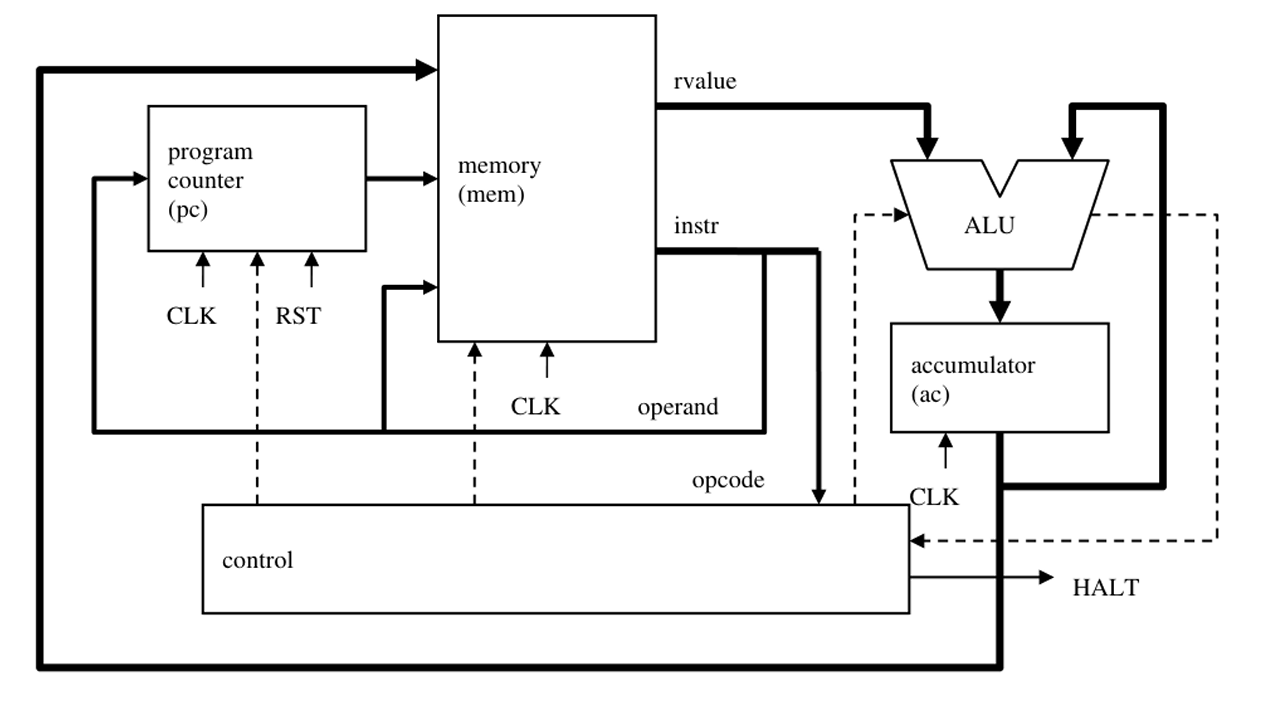 rvalue
program
counter
(pc)
memory
(mem)
instr
ALU
CLK
RST
accumulator
(ac)
CLK
operand
opcode
CLK
control
HALT